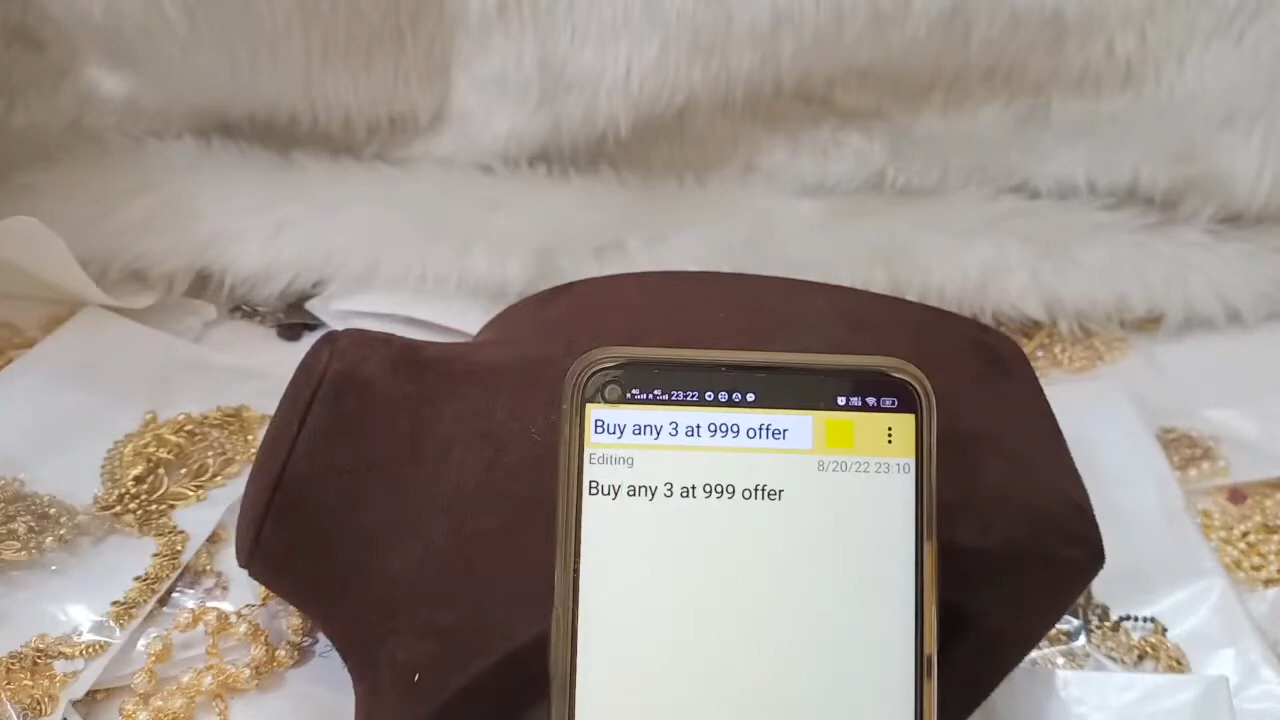 23:22
37
Buy any 3 at 999 offer
Editing
8/20/22 23:10
Buy any 3 at 999 offer